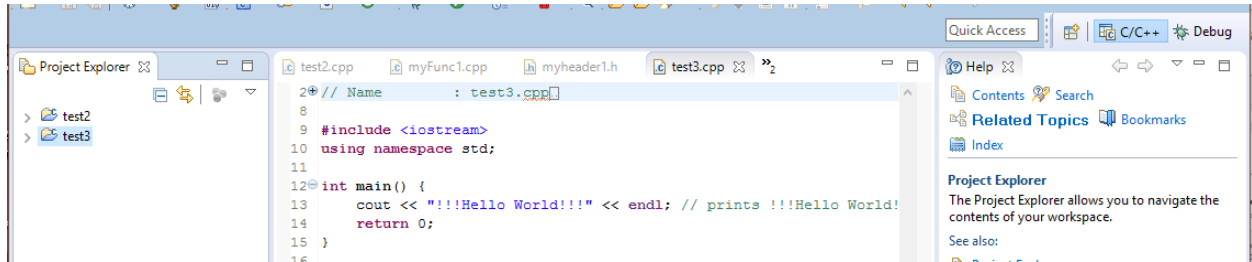 Quick Access
C/C++
Debug
Project Explorer
test2
test3
test2.cpp
myFunc1.cpp
myheader1.h
test3.cpp
»2
2 // Name        : test3.cpp
8
9 #include <iostream>
10 using namespace std;
11
12 int main() {
13     cout << "!!!Hello World!!!" << endl; // prints !!!Hello World!
14     return 0;
15 }
16
Help
Contents Search
Related Topics Bookmarks
Index
Project Explorer
The Project Explorer allows you to navigate the
contents of your workspace.
See also: